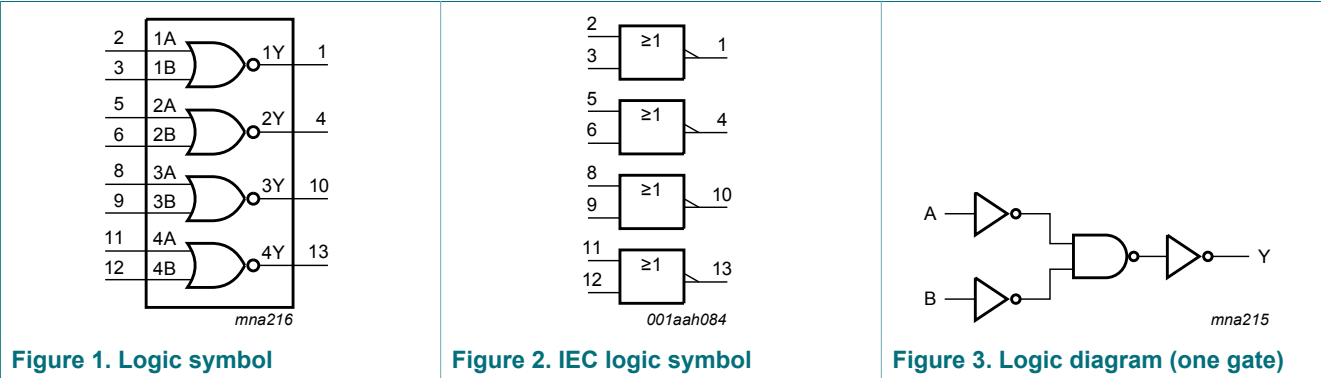 2 1A 1Y 1
3 1B
5 2A 2Y 4
6 2B
8 3A 3Y 10
9 3B
11 4A 4Y 13
12 4B
mna216
Figure 1. Logic symbol
2 ≥1 1
3
5 ≥1 4
6
8 ≥1 10
9
11 ≥1 13
12
001aah084
Figure 2. IEC logic symbol
A
Y
B
mna215
Figure 3. Logic diagram (one gate)